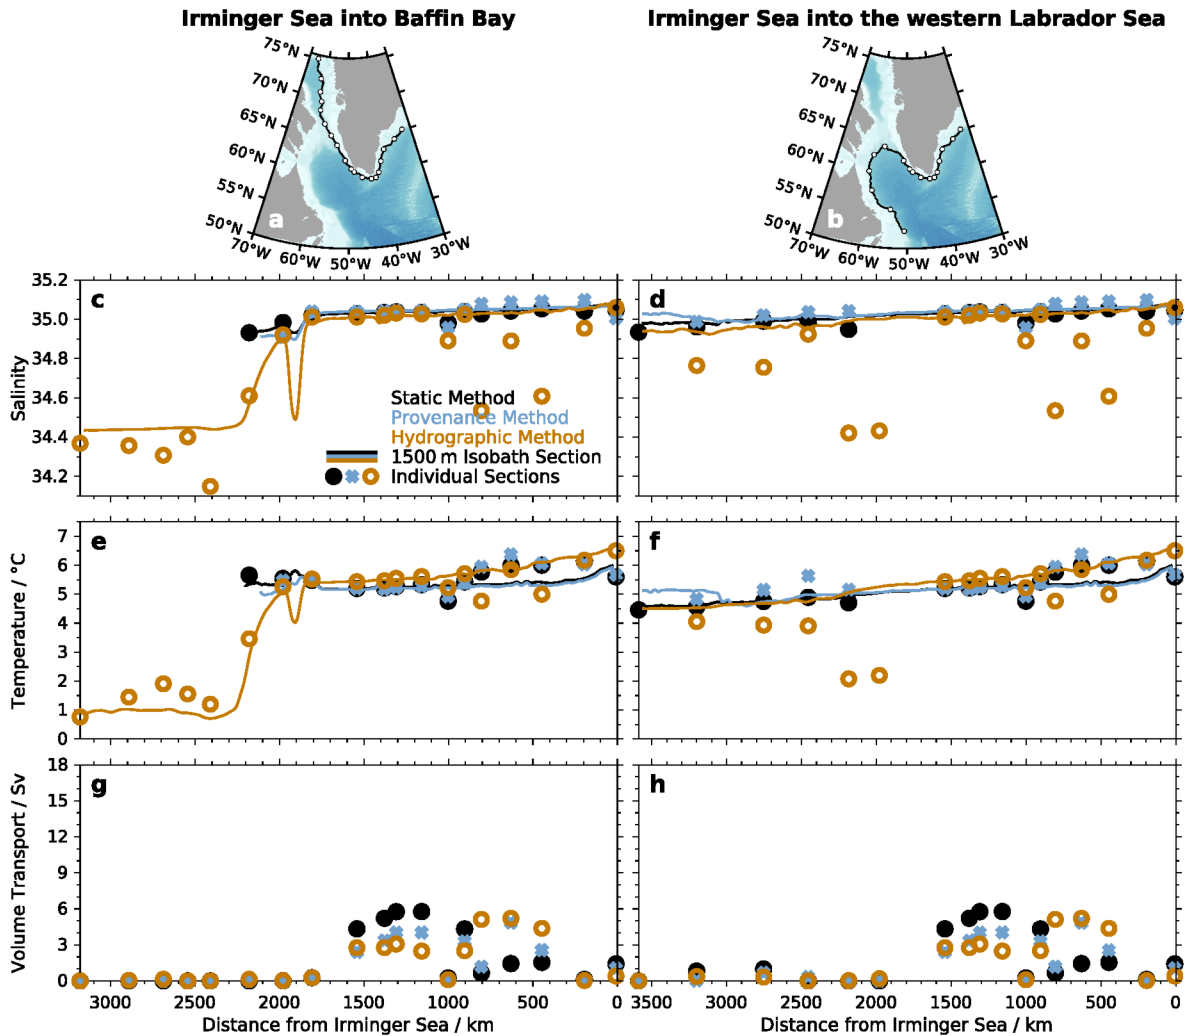 Irminger Sea into Baffin Bay
Irminger Sea into the western Labrador Sea
75°N
70°N
65°N
60°N
55°N
50°N
70°W
60°W
50°W
40°W
30°W
a
75°N
70°N
65°N
60°N
55°N
50°N
70°W
60°W
50°W
40°W
30°W
b
Salinity
35.2
35.0
34.8
34.6
34.4
34.2
c
Static Method
Provenance Method
Hydrographic Method
1500 m Isobath Section
Individual Sections
d
Temperature / °C
7
6
5
4
3
2
1
0
e
f
Volume Transport / Sv
18
15
12
9
6
3
0
g
h
3000 2500 2000 1500 1000 500 0
Distance from Irminger Sea / km
3500 3000 2500 2000 1500 1000 500 0
Distance from Irminger Sea / km